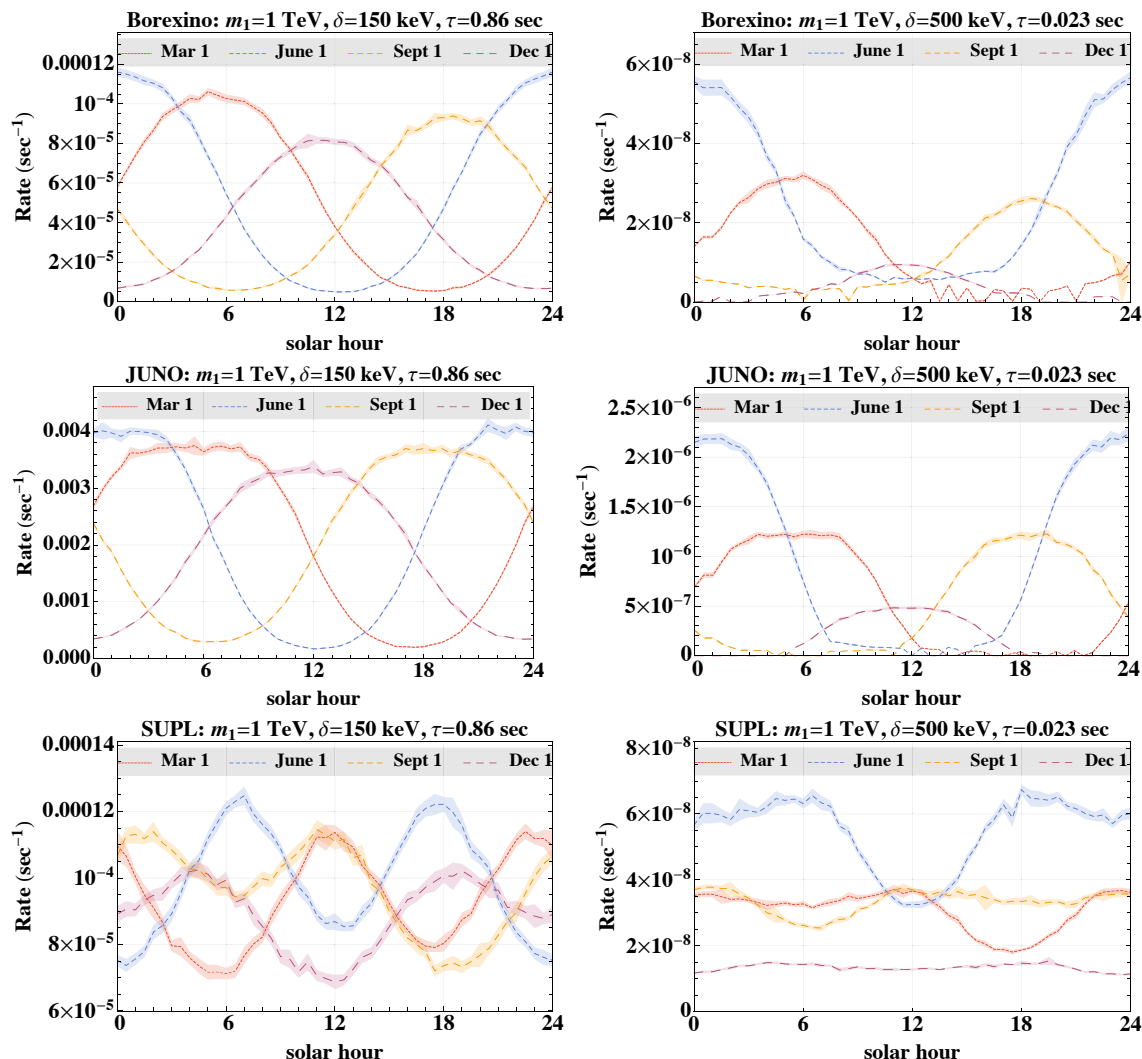 Borexino: m₁=1 TeV, δ=150 keV, τ=0.86 sec
Mar 1 June 1 Sept 1 Dec 1
0.00012
10⁻⁴
8×10⁻⁵
6×10⁻⁵
4×10⁻⁵
2×10⁻⁵
0
Rate (sec⁻¹)
0 6 12 18 24
solar hour
Borexino: m₁=1 TeV, δ=500 keV, τ=0.023 sec
Mar 1 June 1 Sept 1 Dec 1
6×10⁻⁸
4×10⁻⁸
2×10⁻⁸
0
Rate (sec⁻¹)
0 6 12 18 24
solar hour
JUNO: m₁=1 TeV, δ=150 keV, τ=0.86 sec
Mar 1 June 1 Sept 1 Dec 1
0.004
0.003
0.002
0.001
0.000
Rate (sec⁻¹)
0 6 12 18 24
solar hour
JUNO: m₁=1 TeV, δ=500 keV, τ=0.023 sec
Mar 1 June 1 Sept 1 Dec 1
2.5×10⁻⁶
2×10⁻⁶
1.5×10⁻⁶
1×10⁻⁶
5×10⁻⁷
0
Rate (sec⁻¹)
0 6 12 18 24
solar hour
SUPL: m₁=1 TeV, δ=150 keV, τ=0.86 sec
0.00014
Mar 1 June 1 Sept 1 Dec 1
0.00012
10⁻⁴
8×10⁻⁵
6×10⁻⁵
Rate (sec⁻¹)
0 6 12 18 24
solar hour
SUPL: m₁=1 TeV, δ=500 keV, τ=0.023 sec
8×10⁻⁸
Mar 1 June 1 Sept 1 Dec 1
6×10⁻⁸
4×10⁻⁸
2×10⁻⁸
0
Rate (sec⁻¹)
0 6 12 18 24
solar hour